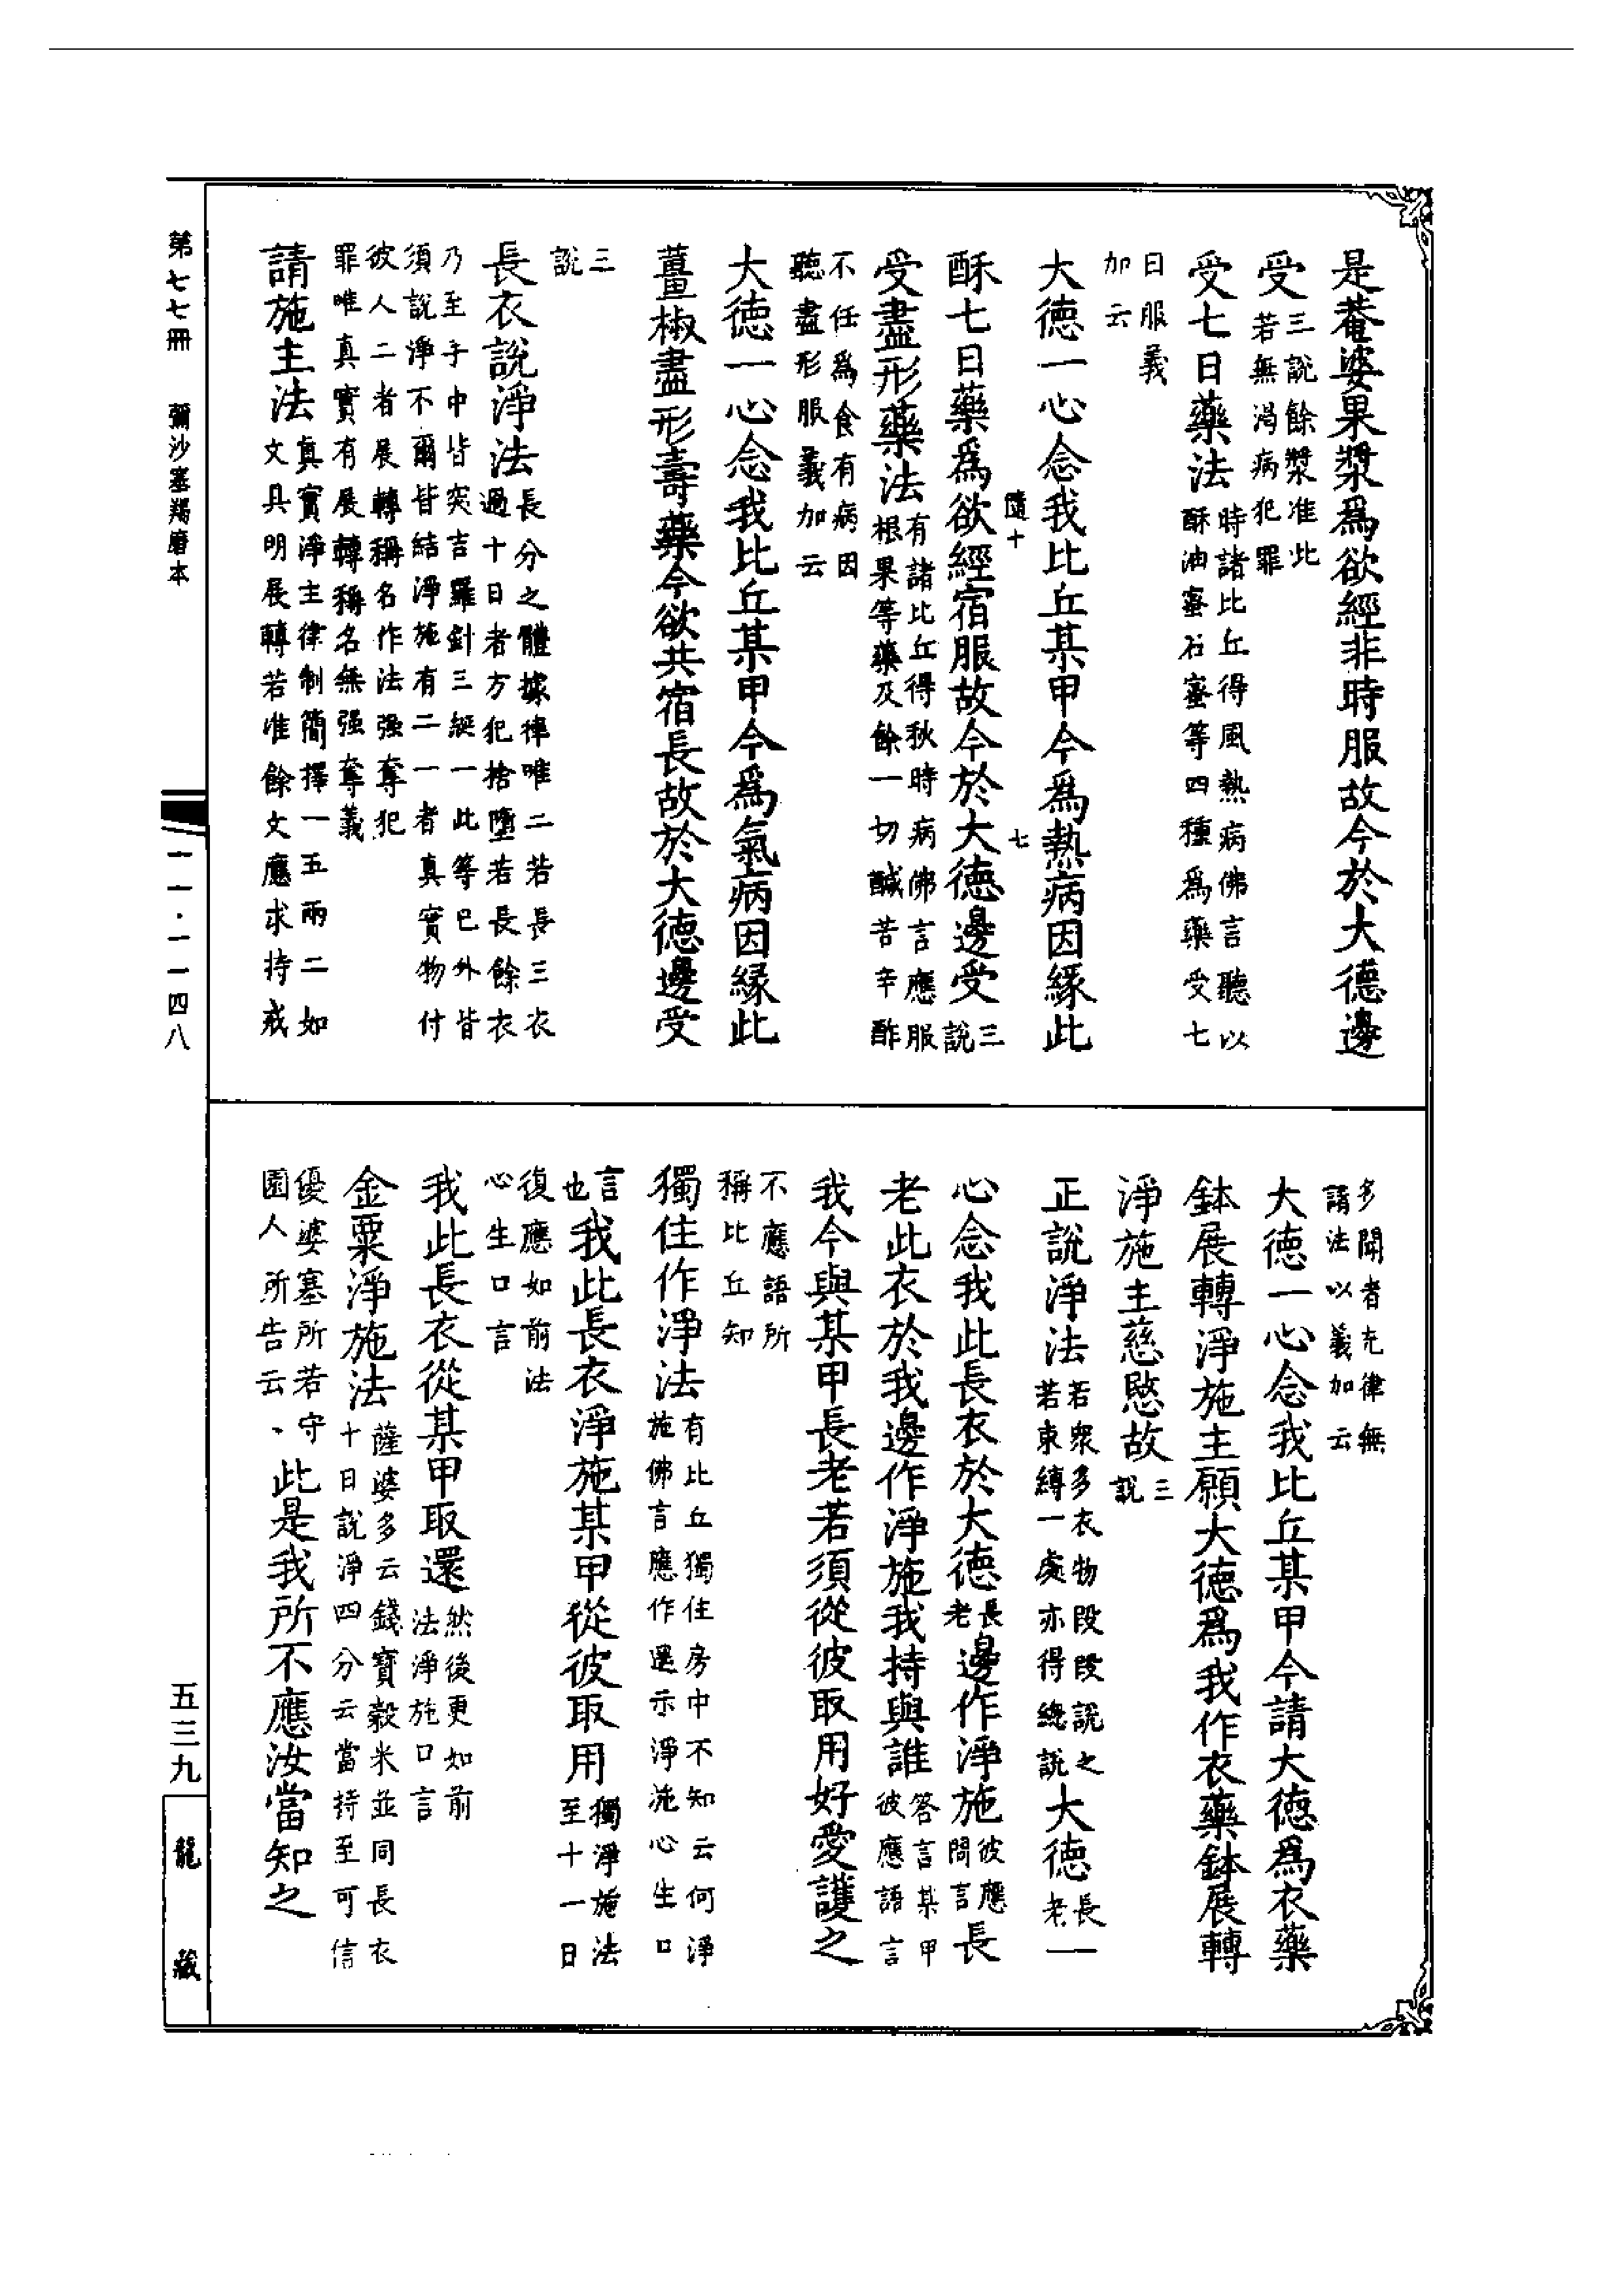 是菴婆果漿爲欲經非時服故今於大德邊
受三說餘漿准此若無渴病犯罪
受七日藥法時諸比丘得風熱病佛言聽以酥油蜜石蜜等四種爲藥受七
日服義加云
大德一心念我比丘某甲今爲熱病因緣此
隨十 七
酥七日藥爲欲經宿服故今於大德邊受三說
受盡形藥法有諸比丘得秋時病佛言應服根果等藥及餘一切鹹苦辛酢
不任爲食有病因聽盡形服義加云
大德一心念我比丘某甲今爲氣病因緣此
薑椒盡形壽藥今欲共宿長故於大德邊受
三說
長衣說淨法長分之體據律唯二若長三衣過十日者方犯捨墮若長餘衣
乃至手巾皆突吉羅針三綖一此等已外皆須說淨不爾皆結淨施有二一者真實物付
彼人二者展轉稱名作法强奪犯罪唯真實有展轉稱名無强奪義
請施主法真實淨主律制簡擇一五兩二如文具明展轉若准餘文應求持戒
多聞者充律無請法以義加云
大德一心念我比丘某甲今請大德爲衣藥
鉢展轉淨施主願大德爲我作衣藥鉢展轉
淨施主慈愍故三說
正說淨法若衆多衣物段段說之若束縛一處亦得總說大德長老一
心念我此長衣於大德長老邊作淨施彼應問言長
老此衣於我邊作淨施我持與誰答言某甲彼應語言
我今與某甲長老若須從彼取用好愛護之
不應語所稱比丘知
獨住作淨法有比丘獨住房中不知云何淨施佛言應作遥示淨施心生口
言也我此長衣淨施某甲從彼取用獨淨施法至十一日
復應如前法心生口言
我此長衣從某甲取還然後更如前法淨施口言
金粟淨施法薩婆多云錢寶穀米並同長衣十日說淨四分云當持至可信
優婆塞所若守園人所告云、此是我所不應汝當知之
第七七冊 彌沙塞羯磨本
一一·一一四八
五三九
龍藏